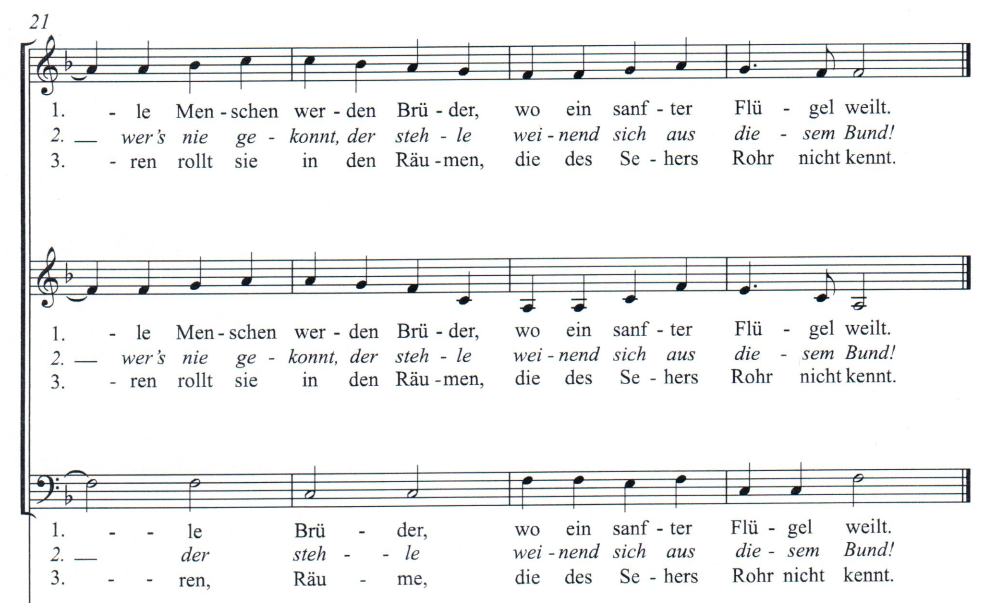 21
1. - le Men - schen wer - den Brü - der, wo ein sanf - ter Flü - gel weilt.
2. — wer's nie ge - konnt, der steh - le wei - nend sich aus die - sem Bund!
3. - ren rollt sie in den Räu - men, die des Se - hers Rohr nicht kennt.
1. - le Men - schen wer - den Brü - der, wo ein sanf - ter Flü - gel weilt.
2. — wer's nie ge - konnt, der steh - le wei - nend sich aus die - sem Bund!
3. - ren rollt sie in den Räu - men, die des Se - hers Rohr nicht kennt.
1. - - le Brü - der, wo ein sanf - ter Flü - gel weilt.
2. — der steh - - le wei - nend sich aus die - sem Bund!
3. - - ren, Räu - me, die des Se - hers Rohr nicht kennt.